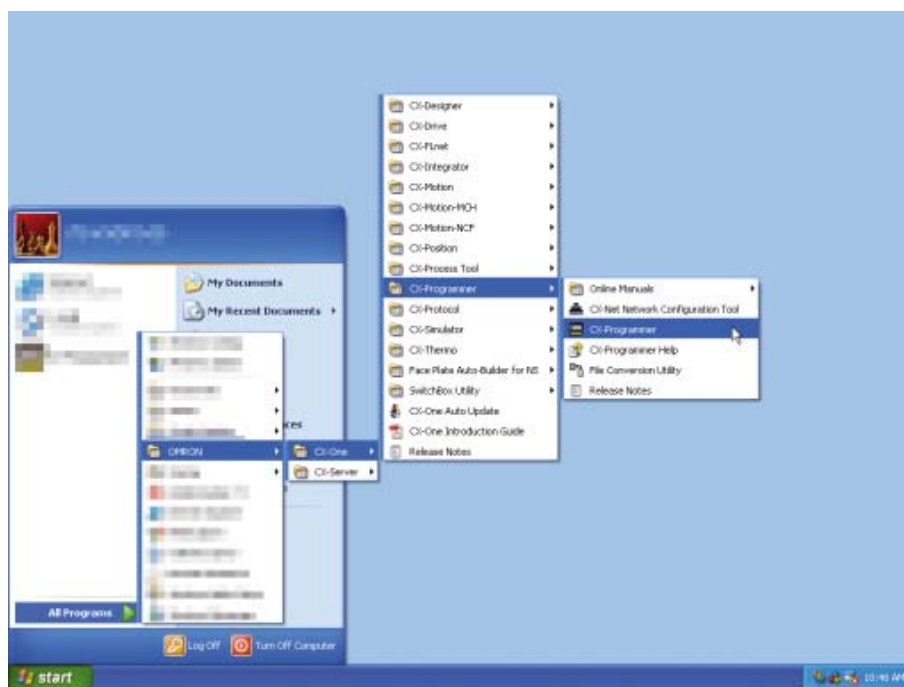 CX-Designer
CX-Drive
CX-FLnet
CX-Integrator
CX-Motion
CX-Motion-MCH
CX-Motion-NCF
CX-Position
CX-Process Tool
CX-Programmer
CX-Protocol
CX-Simulator
CX-Thermo
Face Plate Auto-Builder for NS
SwitchBox Utility
CX-One Auto Update
CX-One Introduction Guide
Release Notes
Online Manuals
CX-Net Network Configuration Tool
CX-Programmer
CX-Programmer Help
File Conversion Utility
Release Notes
My Documents
My Recent Documents
ces
OMRON
CX-One
CX-Server
All Programs
Log Off
Turn Off Computer
start
10:46 AM